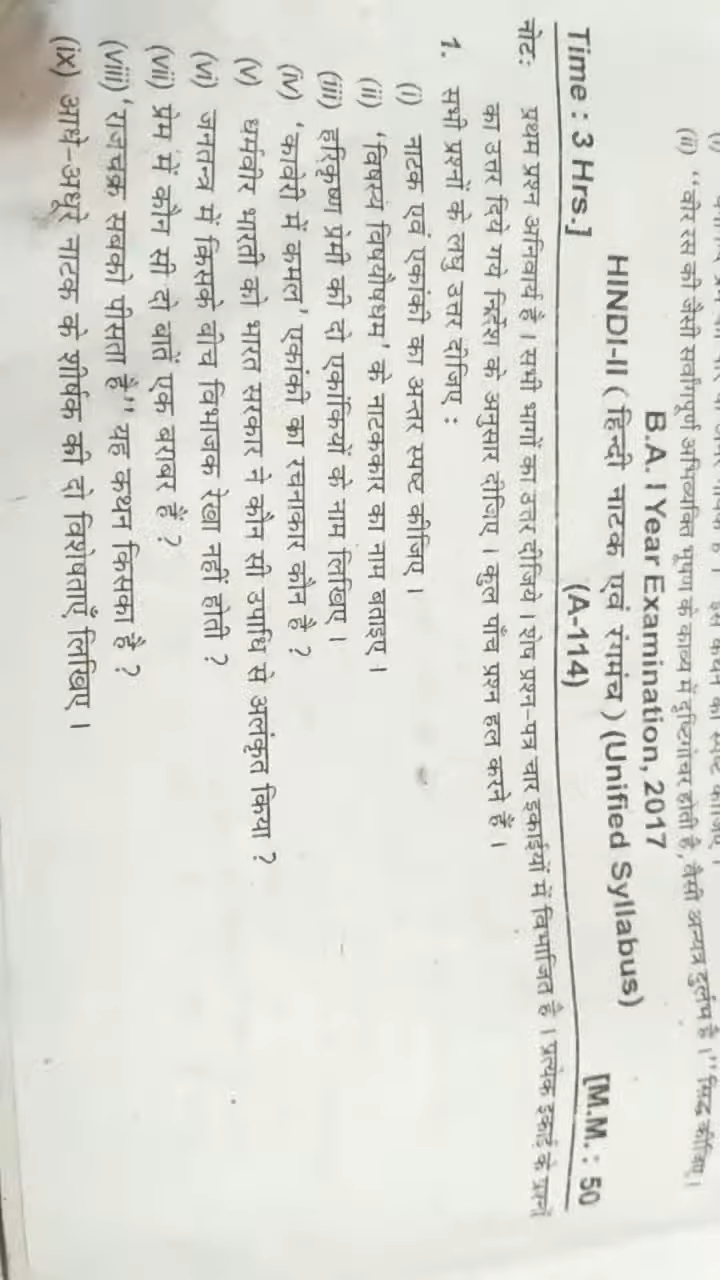 (i)
(ii) "वीर रस की जैसी सर्वांगपूर्ण अभिव्यक्ति भूषण के काव्य में दृष्टिगोचर होती है, वैसी अन्यत्र दुर्लभ है।" सिद्ध कीजिए।
B.A. I Year Examination, 2017
HINDI-II ( हिन्दी नाटक एवं रंगमंच ) (Unified Syllabus)
(A-114)
Time : 3 Hrs.] [M.M. : 50
नोट: प्रथम प्रश्न अनिवार्य है। सभी भागों का उत्तर दीजिये। शेष प्रश्न-पत्र चार इकाईयों में विभाजित है। प्रत्येक इकाई के प्रश्नों
का उत्तर दिये गये निर्देश के अनुसार दीजिए। कुल पाँच प्रश्न हल करने हैं।
1. सभी प्रश्नों के लघु उत्तर दीजिए :
(i) नाटक एवं एकांकी का अन्तर स्पष्ट कीजिए।
(ii) 'विषस्यं विषयौषधम' के नाटककार का नाम बताइए।
(iii) हरिकृष्ण प्रेमी की दो एकांकियों के नाम लिखिए।
(iv) 'कावेरी में कमल' एकांकी का रचनाकार कौन है ?
(v) धर्मवीर भारती को भारत सरकार ने कौन सी उपाधि से अलंकृत किया ?
(vi) जनतन्त्र में किसके बीच विभाजक रेखा नहीं होती ?
(vii) प्रेम में कौन सी दो बातें एक बराबर हैं ?
(viii) 'राजचक्र सबको पीसता है'' यह कथन किसका है ?
(ix) आधे-अधूरे नाटक के शीर्षक की दो विशेषताएँ लिखिए।